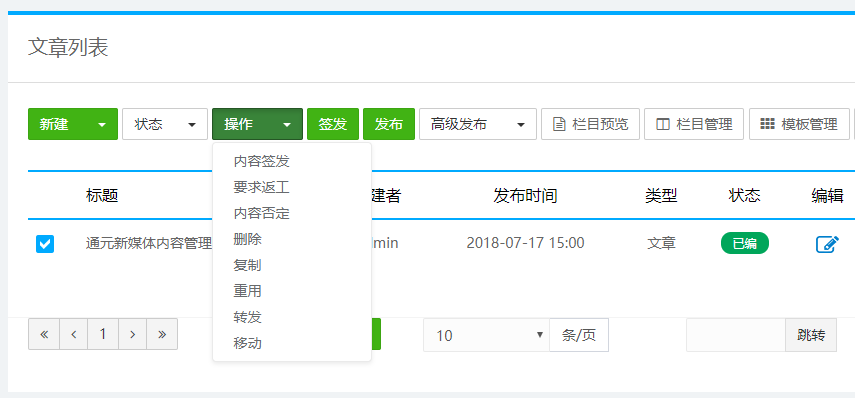 文章列表
新建 状态 操作 签发 发布 高级发布 栏目预览 栏目管理 模板管理
内容签发
要求返工
内容否定
删除
复制
重用
转发
移动
标题 建者 发布时间 类型 状态 编辑
通元新媒体内容管理 min 2018-07-17 15:00 文章 已编
« ‹ 1 › » 10 条/页 跳转